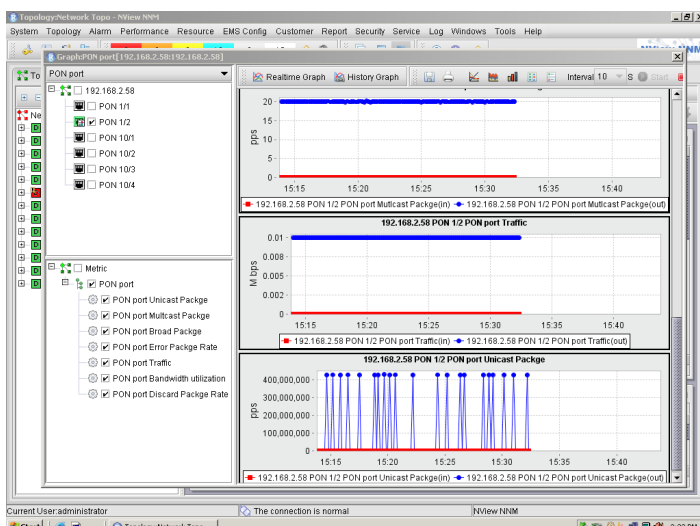 Topology:Network Topo - NView NNM
System Topology Alarm Performance Resource EMS Config Customer Report Security Service Log Windows Tools Help
Graph:PON port[192.168.2.58:192.168.2.58]
PON port
Realtime Graph History Graph Interval 10 S Start
192.168.2.58
PON 1/1
PON 1/2
PON 10/1
PON 10/2
PON 10/3
PON 10/4
Metric
PON port
PON port Unicast Packge
PON port Multcast Packge
PON port Broad Packge
PON port Error Packge Rate
PON port Traffic
PON port Bandwidth utilization
PON port Discard Packge Rate
pps
20
15
10
5
0
15:15 15:20 15:25 15:30 15:35 15:40
192.168.2.58 PON 1/2 PON port Multcast Packge(in) 192.168.2.58 PON 1/2 PON port Multcast Packge(out)
192.168.2.58 PON 1/2 PON port Traffic
M bps
0.01
0.008
0.005
0.002
0
15:15 15:20 15:25 15:30 15:35 15:40
192.168.2.58 PON 1/2 PON port Traffic(in) 192.168.2.58 PON 1/2 PON port Traffic(out)
192.168.2.58 PON 1/2 PON port Unicast Packge
pps
400,000,000
300,000,000
200,000,000
100,000,000
0
15:15 15:20 15:25 15:30 15:35 15:40
192.168.2.58 PON 1/2 PON port Unicast Packge(in) 192.168.2.58 PON 1/2 PON port Unicast Packge(out)
Current User:administrator The connection is normal NView NNM